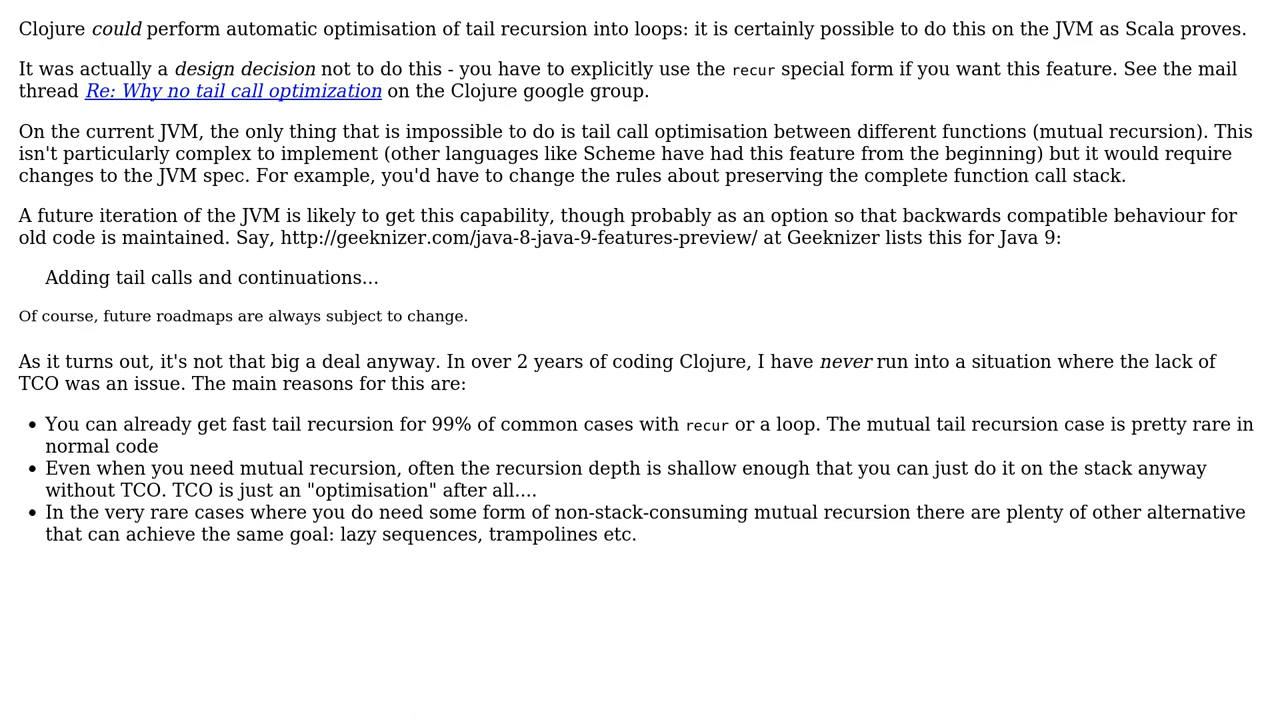 Clojure could perform automatic optimisation of tail recursion into loops: it is certainly possible to do this on the JVM as Scala proves.
It was actually a design decision not to do this - you have to explicitly use the recur special form if you want this feature. See the mail
thread Re: Why no tail call optimization on the Clojure google group.
On the current JVM, the only thing that is impossible to do is tail call optimisation between different functions (mutual recursion). This
isn't particularly complex to implement (other languages like Scheme have had this feature from the beginning) but it would require
changes to the JVM spec. For example, you'd have to change the rules about preserving the complete function call stack.
A future iteration of the JVM is likely to get this capability, though probably as an option so that backwards compatible behaviour for
old code is maintained. Say, http://geeknizer.com/java-8-java-9-features-preview/ at Geeknizer lists this for Java 9:
Adding tail calls and continuations...
Of course, future roadmaps are always subject to change.
As it turns out, it's not that big a deal anyway. In over 2 years of coding Clojure, I have never run into a situation where the lack of
TCO was an issue. The main reasons for this are:
• You can already get fast tail recursion for 99% of common cases with recur or a loop. The mutual tail recursion case is pretty rare in
normal code
• Even when you need mutual recursion, often the recursion depth is shallow enough that you can just do it on the stack anyway
without TCO. TCO is just an "optimisation" after all....
• In the very rare cases where you do need some form of non-stack-consuming mutual recursion there are plenty of other alternative
that can achieve the same goal: lazy sequences, trampolines etc.